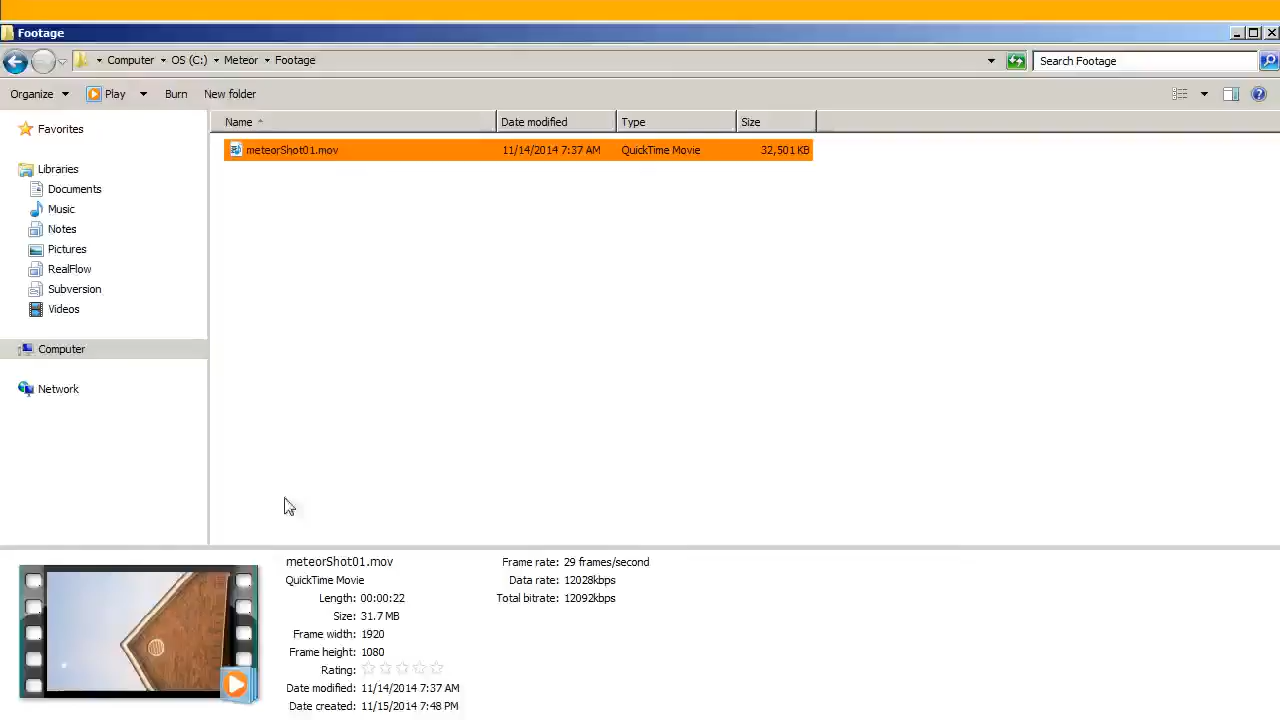 Footage
Computer OS (C:) Meteor Footage
Search Footage
Organize Play Burn New folder
Name Date modified Type Size
meteorShot01.mov 11/14/2014 7:37 AM QuickTime Movie 32,501 KB
Favorites
Libraries
Documents
Music
Notes
Pictures
RealFlow
Subversion
Videos
Computer
Network
meteorShot01.mov
QuickTime Movie
Length: 00:00:22
Size: 31.7 MB
Frame width: 1920
Frame height: 1080
Rating:
Date modified: 11/14/2014 7:37 AM
Date created: 11/15/2014 7:48 PM
Frame rate: 29 frames/second
Data rate: 12028kbps
Total bitrate: 12092kbps